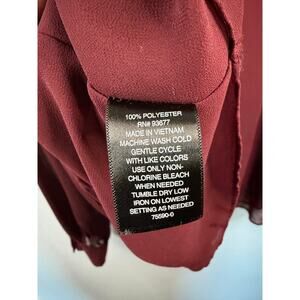 100% POLYESTER
RN# 93677
MADE IN VIETNAM
MACHINE WASH COLD
GENTLE CYCLE
WITH LIKE COLORS
USE ONLY NON-
CHLORINE BLEACH
WHEN NEEDED
TUMBLE DRY LOW
IRON ON LOWEST
SETTING AS NEEDED
75590-0